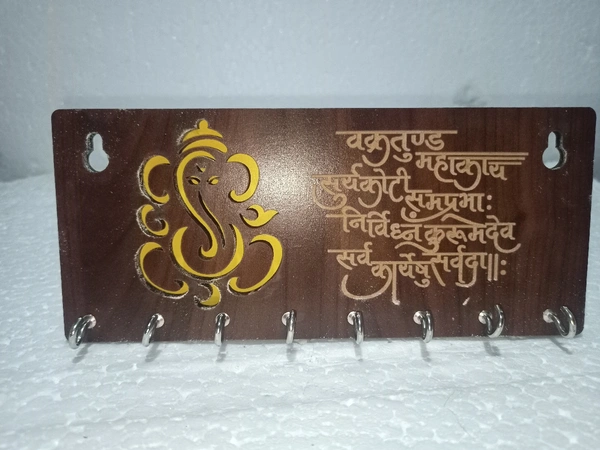 वक्रतुण्ड
महाकाय
सुर्यकोटी
समप्रभाः
निर्विघ्नं कुरूमेदेव
सर्व
कार्येषु सर्वदा॥ः